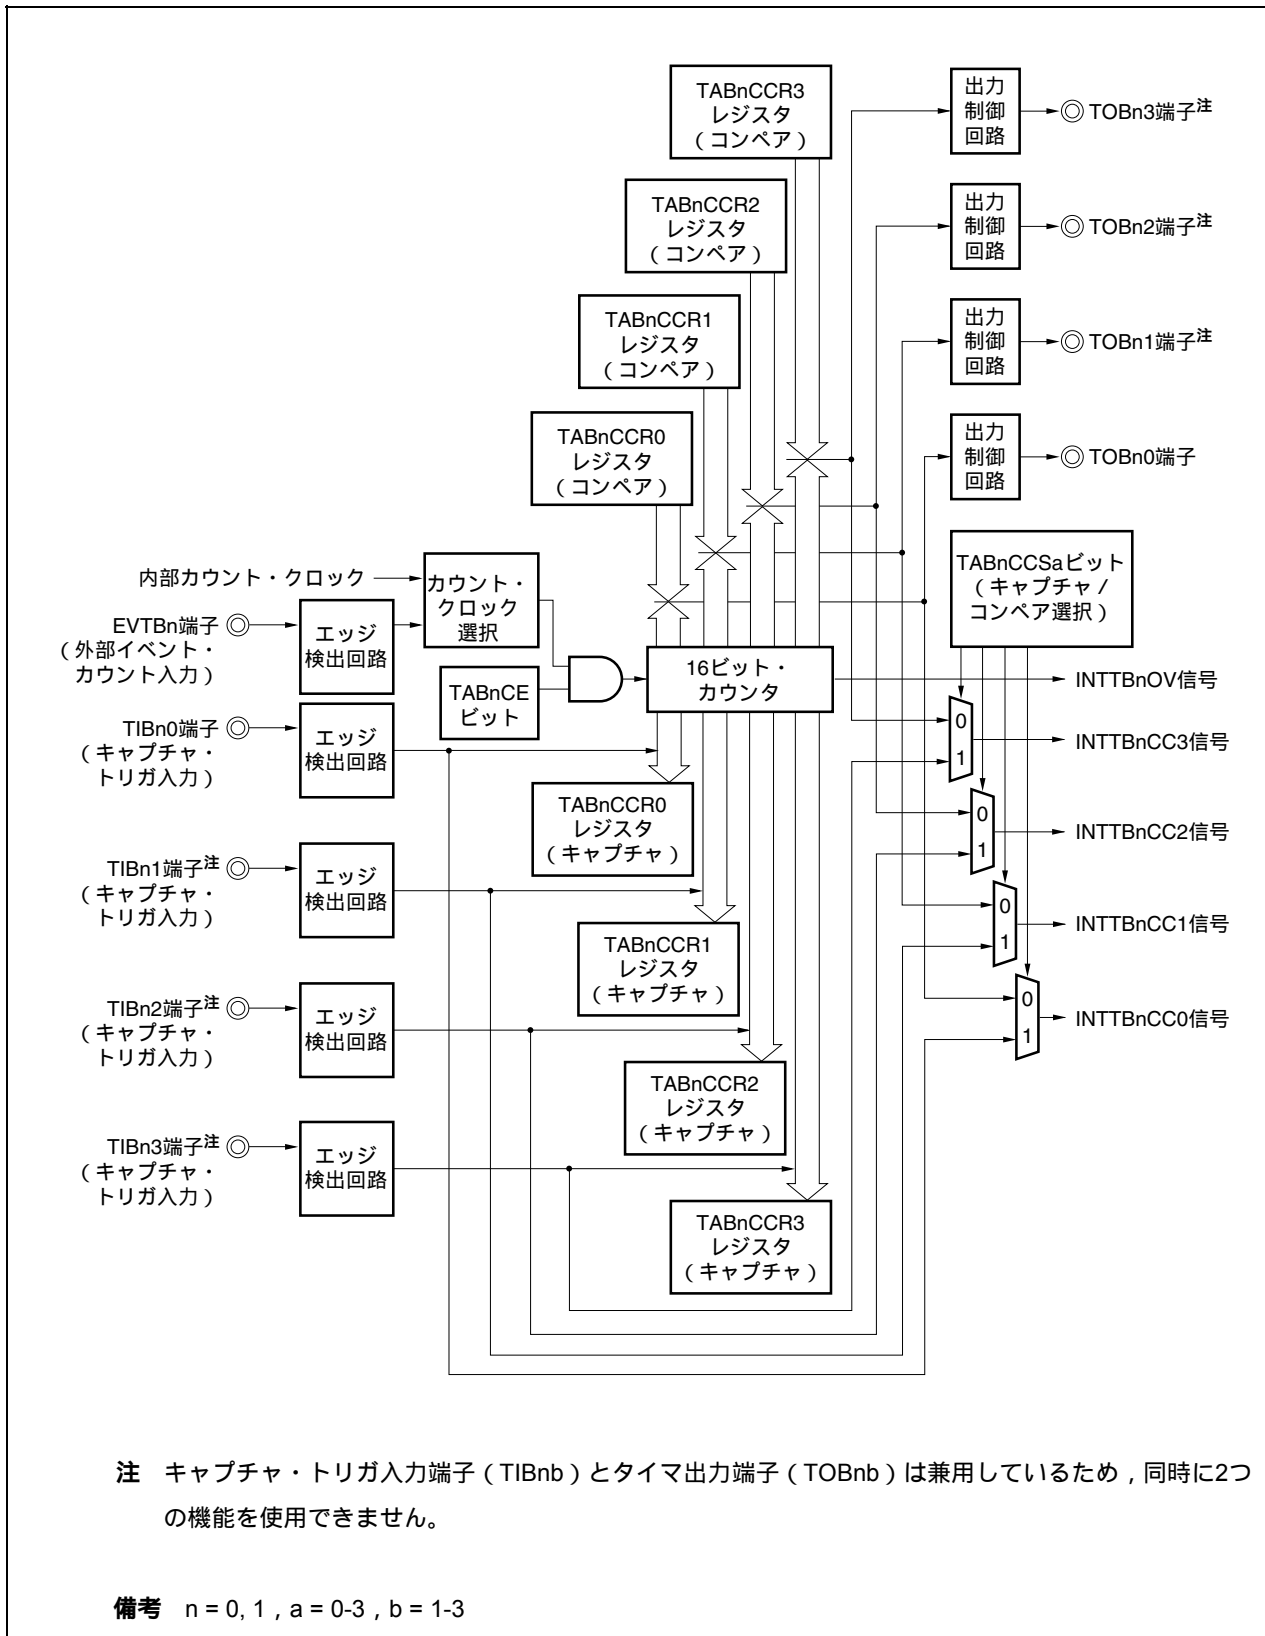 TABnCCR3
レジスタ
（コンペア）
出力
制御
回路
TOBn3端子注
TABnCCR2
レジスタ
（コンペア）
出力
制御
回路
TOBn2端子注
TABnCCR1
レジスタ
（コンペア）
出力
制御
回路
TOBn1端子注
TABnCCR0
レジスタ
（コンペア）
出力
制御
回路
TOBn0端子
TABnCCSaビット
（キャプチャ/
コンペア選択）
内部カウント・クロック
カウント・
クロック
選択
EVTBn端子
（外部イベント・
カウント入力）
エッジ
検出回路
TABnCE
ビット
16ビット・
カウンタ
INTTBnOV信号
TIBn0端子
（キャプチャ・
トリガ入力）
エッジ
検出回路
0
1
INTTBnCC3信号
TABnCCR0
レジスタ
（キャプチャ）
0
1
INTTBnCC2信号
TIBn1端子注
（キャプチャ・
トリガ入力）
エッジ
検出回路
0
1
INTTBnCC1信号
TABnCCR1
レジスタ
（キャプチャ）
0
1
INTTBnCC0信号
TIBn2端子注
（キャプチャ・
トリガ入力）
エッジ
検出回路
TABnCCR2
レジスタ
（キャプチャ）
TIBn3端子注
（キャプチャ・
トリガ入力）
エッジ
検出回路
TABnCCR3
レジスタ
（キャプチャ）
注 キャプチャ・トリガ入力端子（TIBnb）とタイマ出力端子（TOBnb）は兼用しているため，同時に2つ
の機能を使用できません。
備考 n = 0, 1，a = 0-3，b = 1-3